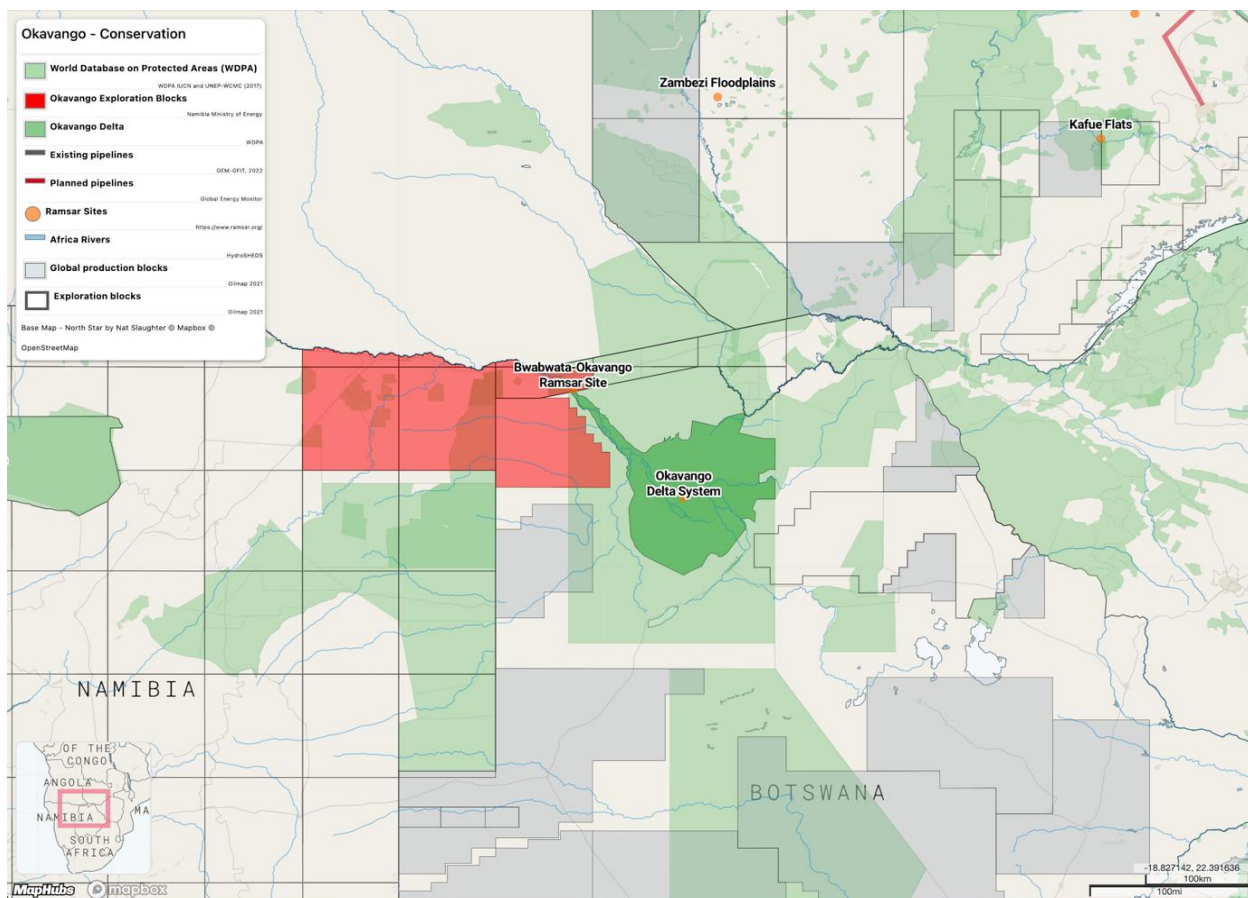 Okavango - Conservation
World Database on Protected Areas (WDPA)
WDPA IUCN and UNEP-WCMC (2017)
Okavango Exploration Blocks
Namibia Ministry of Energy
Okavango Delta
WDPA
Existing pipelines
GEM-GFIT, 2022
Planned pipelines
Global Energy Monitor
Ramsar Sites
https://www.ramsar.org/
Africa Rivers
HydroSHEDS
Global production blocks
Oilmap 2021
Exploration blocks
Oilmap 2021
Base Map - North Star by Nat Slaughter © Mapbox ©
OpenStreetMap
Zambezi Floodplains
Kafue Flats
Bwabwata-Okavango
Ramsar Site
Okavango
Delta System
NAMIBIA
BOTSWANA
OF THE
CONGO
ANGOLA
NAMIBIA
MA
SOUTH
AFRICA
MapHubs
mapbox
-18.827142, 22.391636
100km
100mi